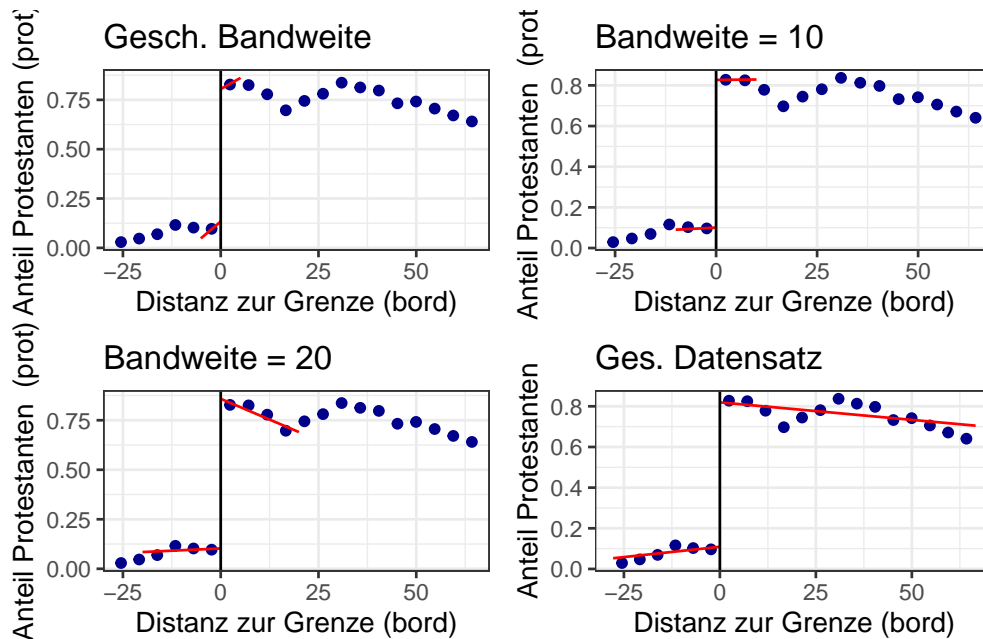 Gesch. Bandweite
Anteil Protestanten (prot)
0.75
0.50
0.25
0.00
−25 0 25 50
Distanz zur Grenze (bord)
Bandweite = 10
Anteil Protestanten (prot
0.8
0.6
0.4
0.2
0.0
−25 0 25 50
Distanz zur Grenze (bord)
Bandweite = 20
Anteil Protestanten (prot)
0.75
0.50
0.25
0.00
−25 0 25 50
Distanz zur Grenze (bord)
Ges. Datensatz
Anteil Protestanten
0.8
0.6
0.4
0.2
0.0
−25 0 25 50
Distanz zur Grenze (bord)